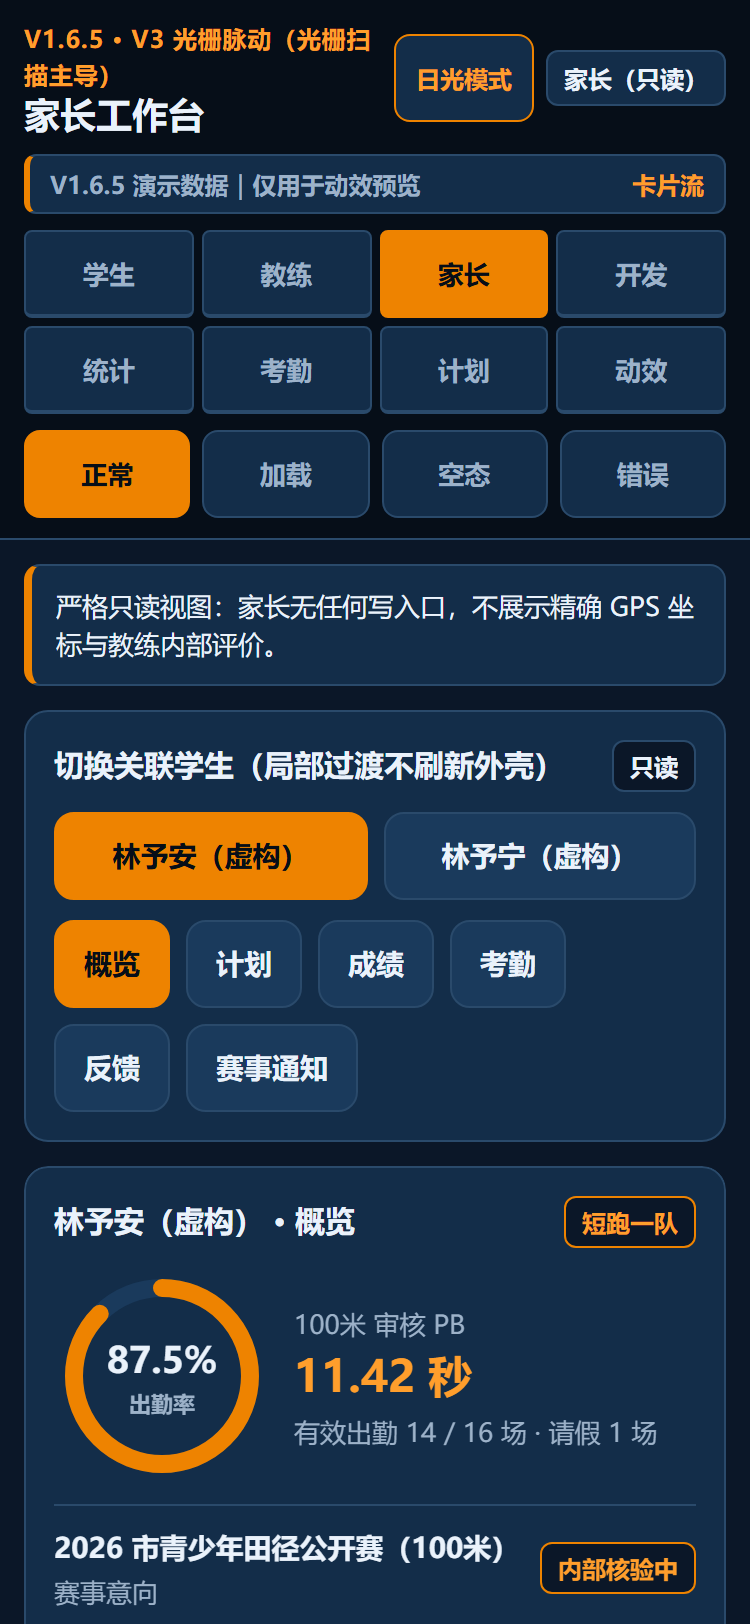 V1.6.5 • V3 光栅脉动（光栅扫
描主导）
家长工作台
日光模式
家长（只读）
V1.6.5 演示数据｜仅用于动效预览
卡片流
学生
教练
家长
开发
统计
考勤
计划
动效
正常
加载
空态
错误
严格只读视图：家长无任何写入口，不展示精确 GPS 坐
标与教练内部评价。
切换关联学生（局部过渡不刷新外壳）
只读
林予安（虚构）
林予宁（虚构）
概览
计划
成绩
考勤
反馈
赛事通知
林予安（虚构）• 概览
短跑一队
87.5%
出勤率
100米 审核 PB
11.42 秒
有效出勤 14 / 16 场 · 请假 1 场
2026 市青少年田径公开赛（100米）
赛事意向
内部核验中